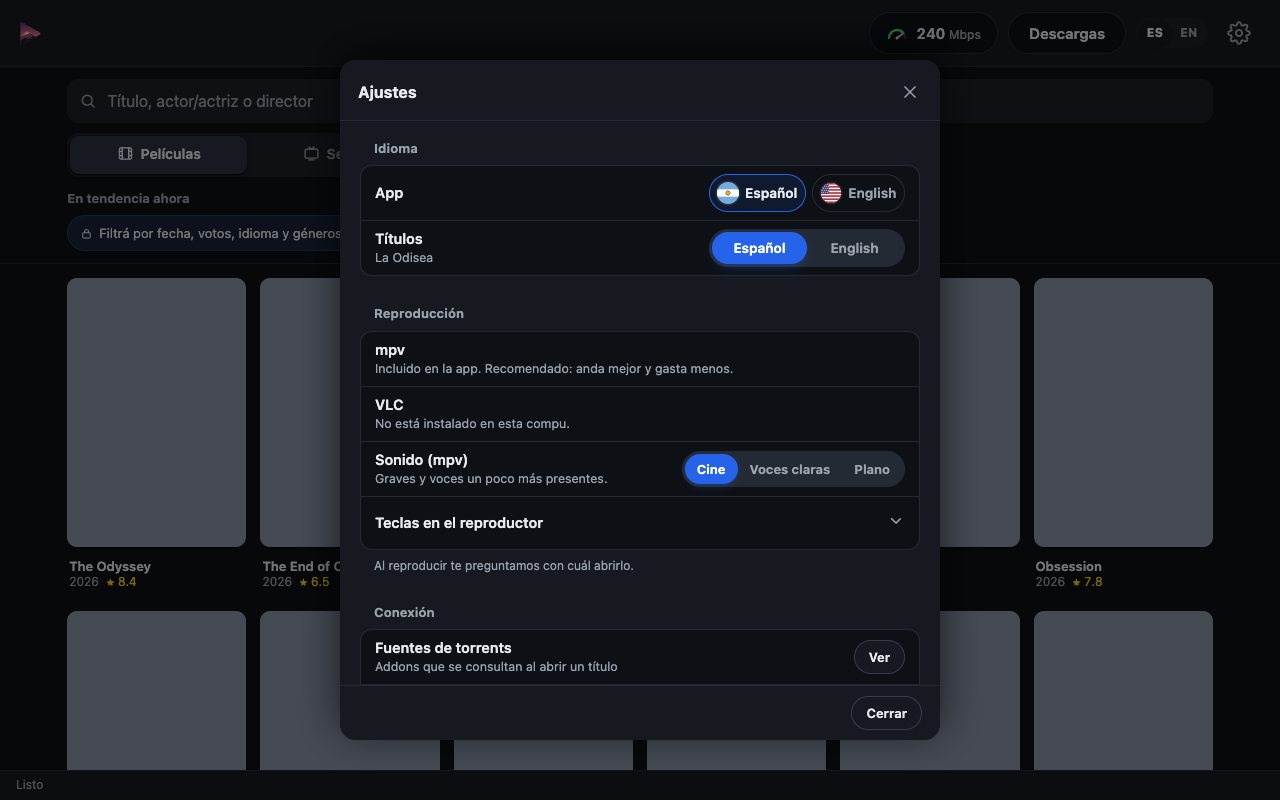 240 Mbps
Descargas
ES EN
Título, actor/actriz o director
Películas
Se
En tendencia ahora
Filtrá por fecha, votos, idioma y géneros
Ajustes
Idioma
App
Español
English
Títulos
La Odisea
Español
English
Reproducción
mpv
Incluido en la app. Recomendado: anda mejor y gasta menos.
VLC
No está instalado en esta compu.
Sonido (mpv)
Graves y voces un poco más presentes.
Cine
Voces claras
Plano
Teclas en el reproductor
Al reproducir te preguntamos con cuál abrirlo.
Conexión
Fuentes de torrents
Addons que se consultan al abrir un título
Ver
Cerrar
The Odyssey
2026 ★ 8.4
The End of O
2026 ★ 6.5
Obsession
2026 ★ 7.8
Listo